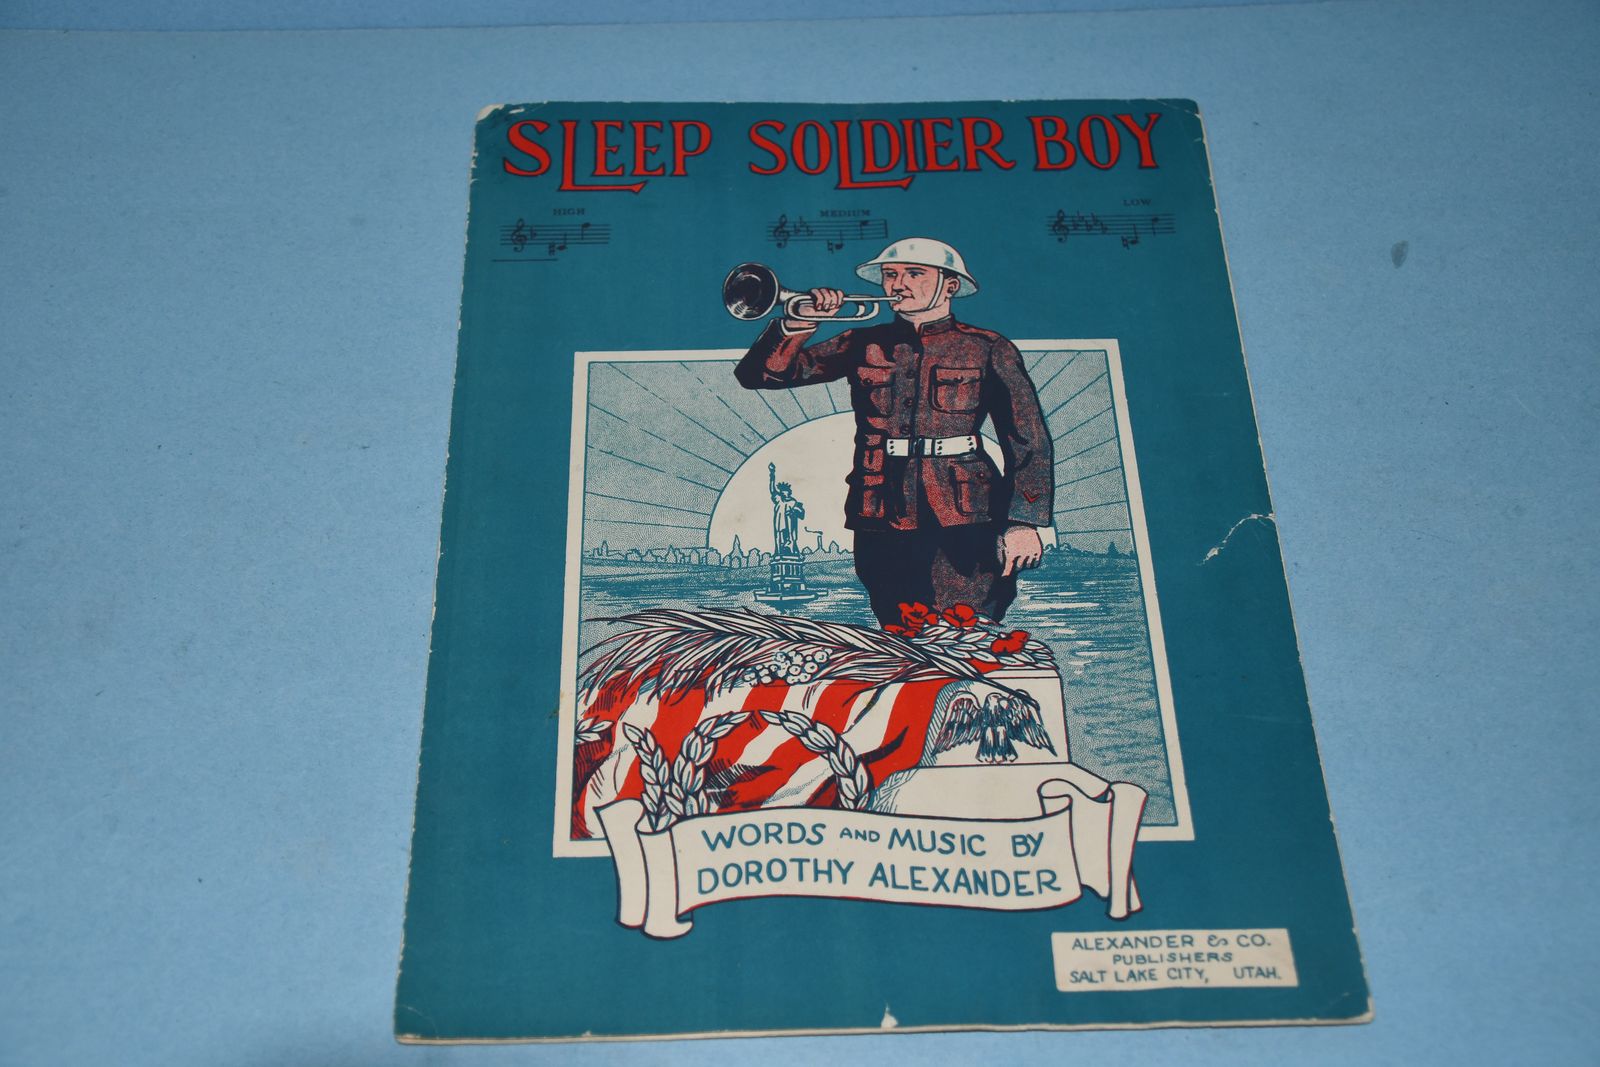 SLEEP SOLDIER BOY
HIGH MEDIUM LOW
WORDS AND MUSIC BY
DOROTHY ALEXANDER
ALEXANDER & CO.
PUBLISHERS
SALT LAKE CITY, UTAH.